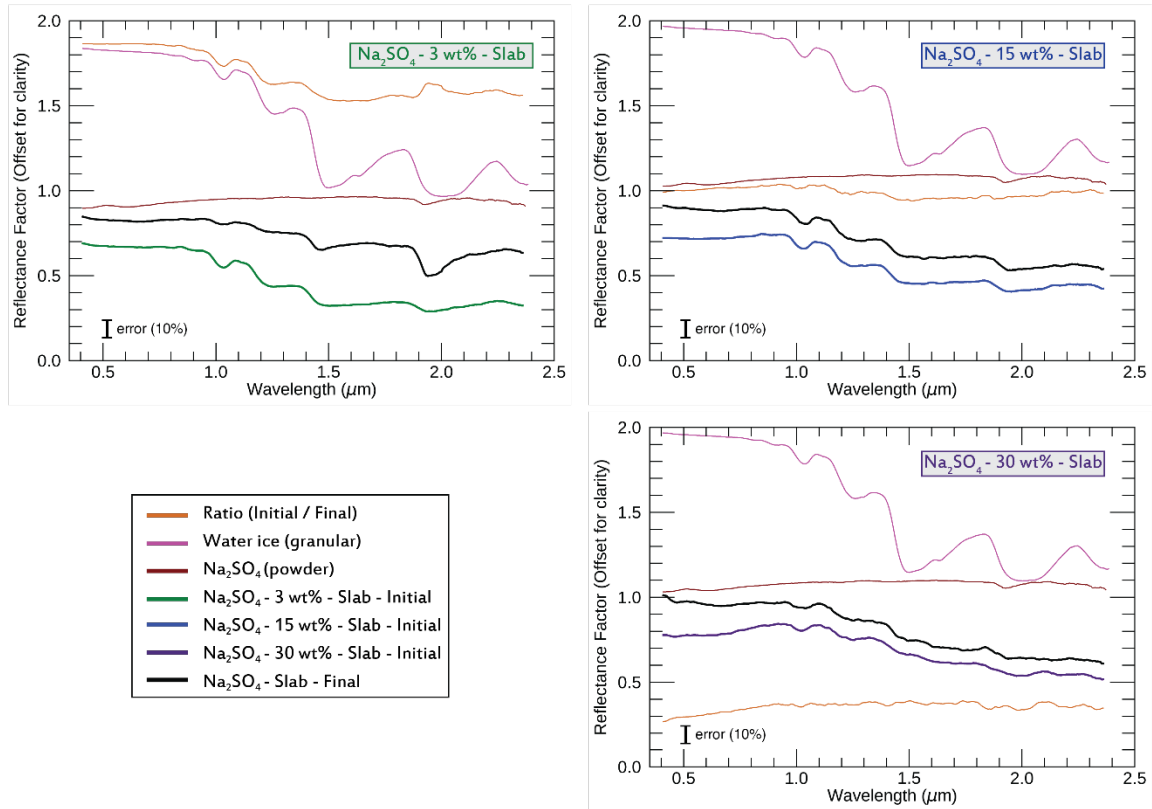 Na₂SO₄ - 3 wt% - Slab
Reflectance Factor (Offset for clarity)
2.0
1.5
1.0
0.5
0.0
error (10%)
0.5 1.0 1.5 2.0 2.5
Wavelength (μm)
Na₂SO₄ - 15 wt% - Slab
Reflectance Factor (Offset for clarity)
2.0
1.5
1.0
0.5
0.0
error (10%)
0.5 1.0 1.5 2.0 2.5
Wavelength (μm)
Ratio (Initial / Final)
Water ice (granular)
Na₂SO₄ (powder)
Na₂SO₄ - 3 wt% - Slab - Initial
Na₂SO₄ - 15 wt% - Slab - Initial
Na₂SO₄ - 30 wt% - Slab - Initial
Na₂SO₄ - Slab - Final
Na₂SO₄ - 30 wt% - Slab
Reflectance Factor (Offset for clarity)
2.0
1.5
1.0
0.5
0.0
error (10%)
0.5 1.0 1.5 2.0 2.5
Wavelength (μm)